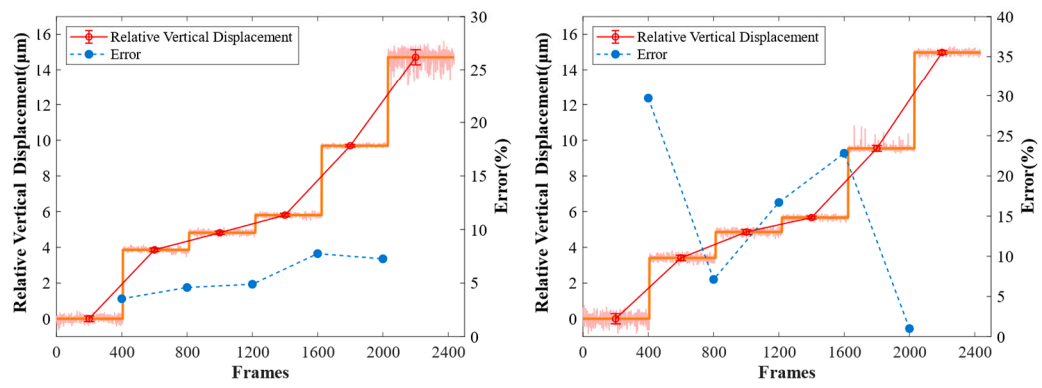 Relative Vertical Displacement(μm)
16
14
12
10
8
6
4
2
0
Relative Vertical Displacement
Error
30
25
20
15
10
5
0
Error(%)
0 400 800 1200 1600 2000 2400
Frames
Relative Vertical Displacement(μm)
16
14
12
10
8
6
4
2
0
Relative Vertical Displacement
Error
40
35
30
25
20
15
10
5
0
Error(%)
0 400 800 1200 1600 2000 2400
Frames